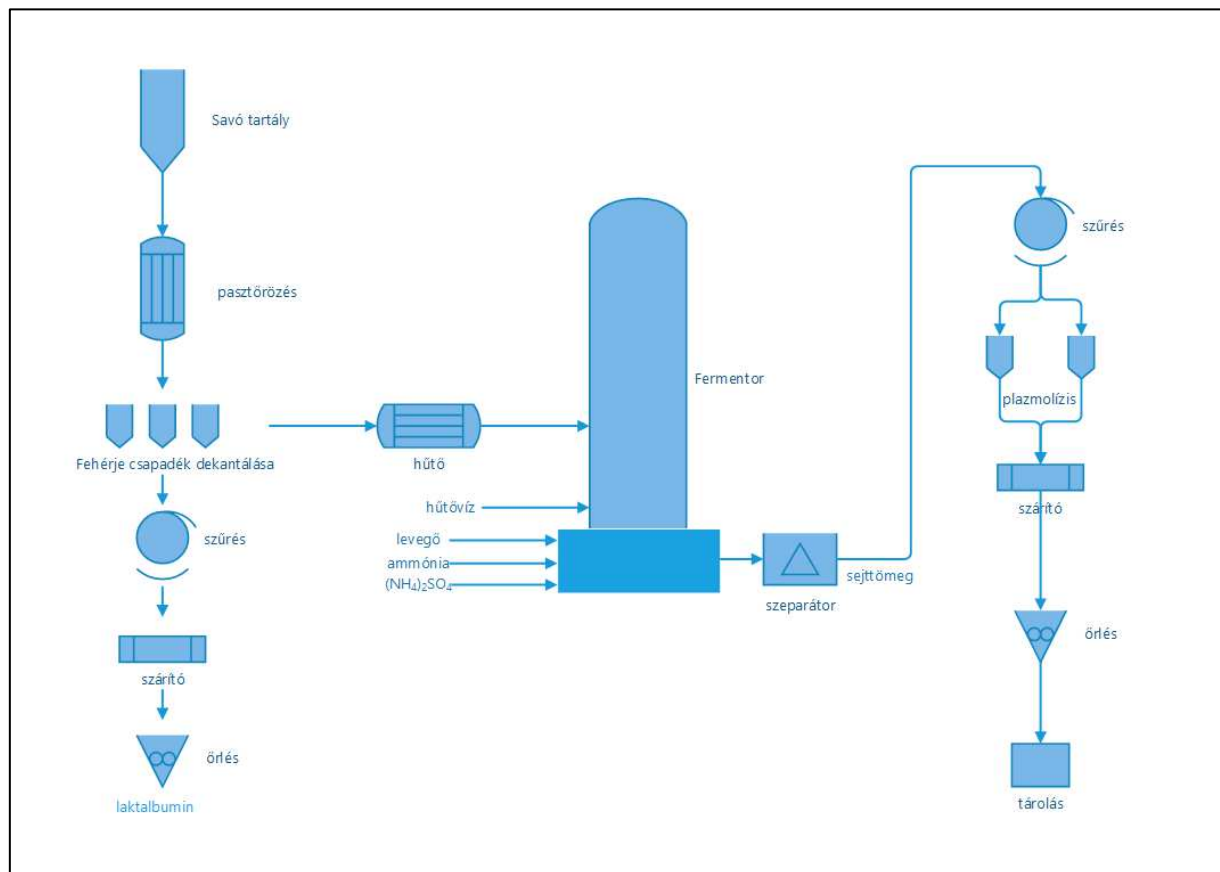 Savó tartály
pasztőrözés
Fehérje csapadék dekantálása
szűrés
szárító
őrlés
laktalbumin
hűtő
Fermentor
hűtővíz
levegő
ammónia
(NH4)2SO4
szeparátor
sejttömeg
szűrés
plazmolízis
szárító
őrlés
tárolás